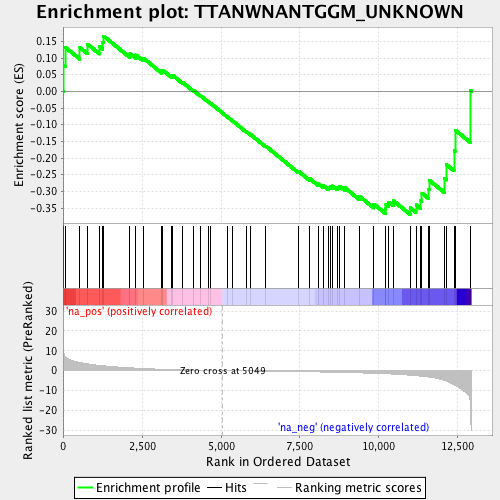 Enrichment plot: TTANWNANTGGM_UNKNOWN
Enrichment score (ES)
0.15
0.10
0.05
0.00
-0.05
-0.10
-0.15
-0.20
-0.25
-0.30
-0.35
'na_pos' (positively correlated)
Ranked list metric (PreRanked)
30
20
10
0
-10
-20
-30
Zero cross at 5049
'na_neg' (negatively correlated)
0
2,500
5,000
7,500
10,000
12,500
Rank in Ordered Dataset
Enrichment profile
Hits
Ranking metric scores